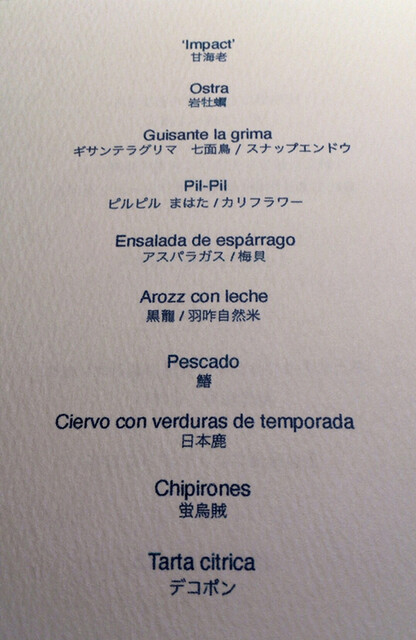 'Impact'
甘海老
Ostra
岩牡蠣
Guisante la grima
ギサンテラグリマ　七面鳥 / スナップエンドウ
Pil-Pil
ピルピル まはた / カリフラワー
Ensalada de espárrago
アスパラガス / 梅貝
Arozz con leche
黒龍 / 羽咋自然米
Pescado
鰆
Ciervo con verduras de temporada
日本鹿
Chipirones
蛍烏賊
Tarta citrica
デコポン